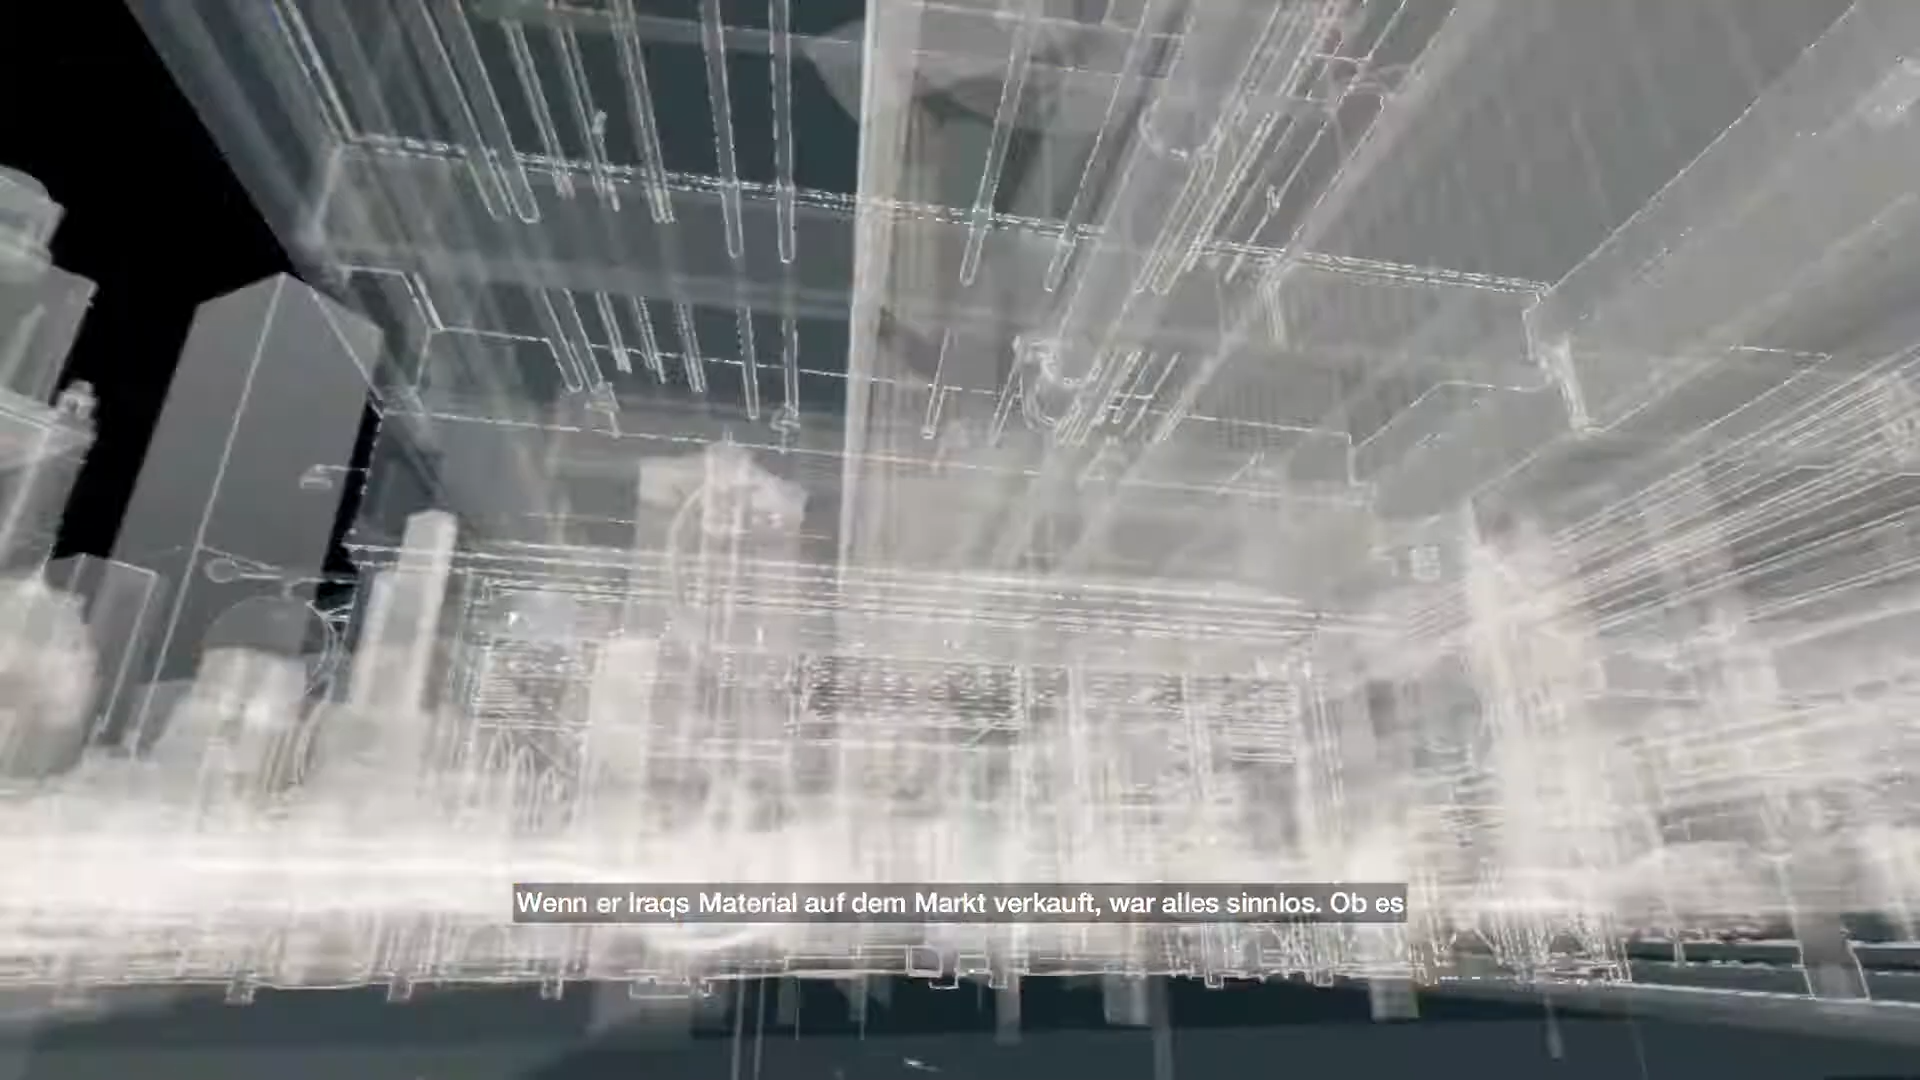 Wenn er Iraqs Material auf dem Markt verkauft, war alles sinnlos. Ob es